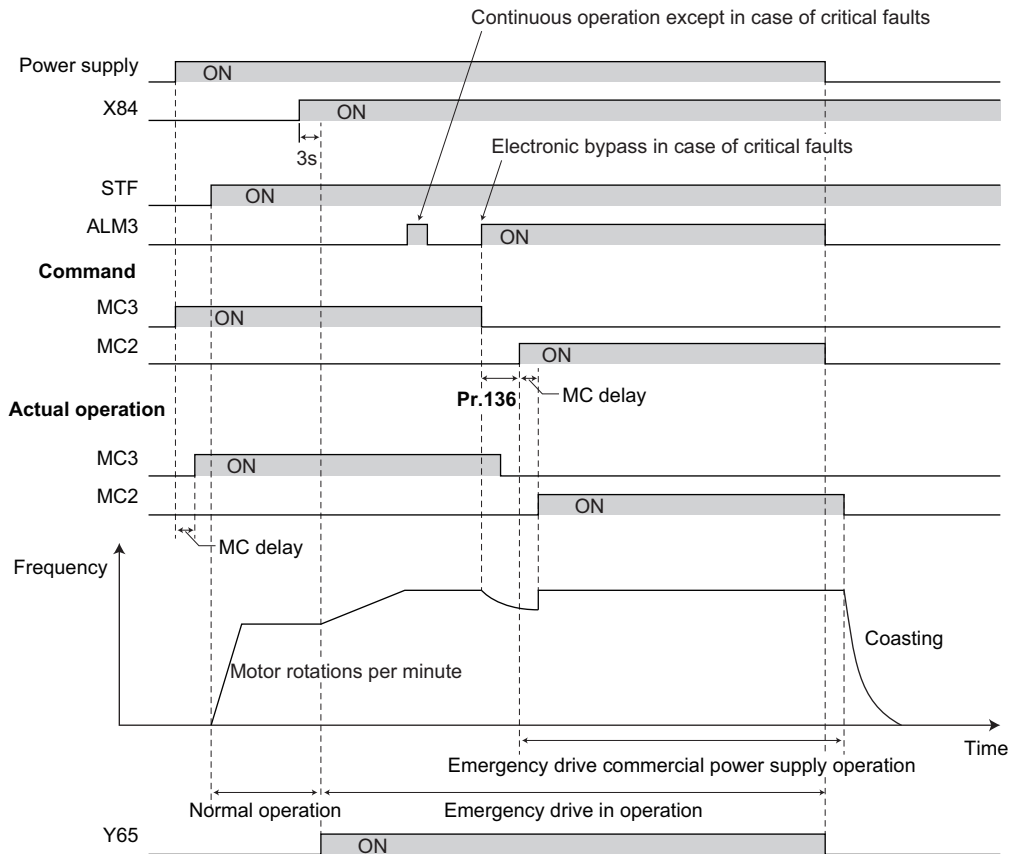 Continuous operation except in case of critical faults
Power supply
ON
X84
ON
3s
Electronic bypass in case of critical faults
STF
ON
ALM3
ON
Command
MC3
ON
MC2
ON
Pr.136
MC delay
Actual operation
MC3
ON
MC2
ON
MC delay
Frequency
Coasting
Motor rotations per minute
Time
Emergency drive commercial power supply operation
Normal operation
Emergency drive in operation
Y65
ON